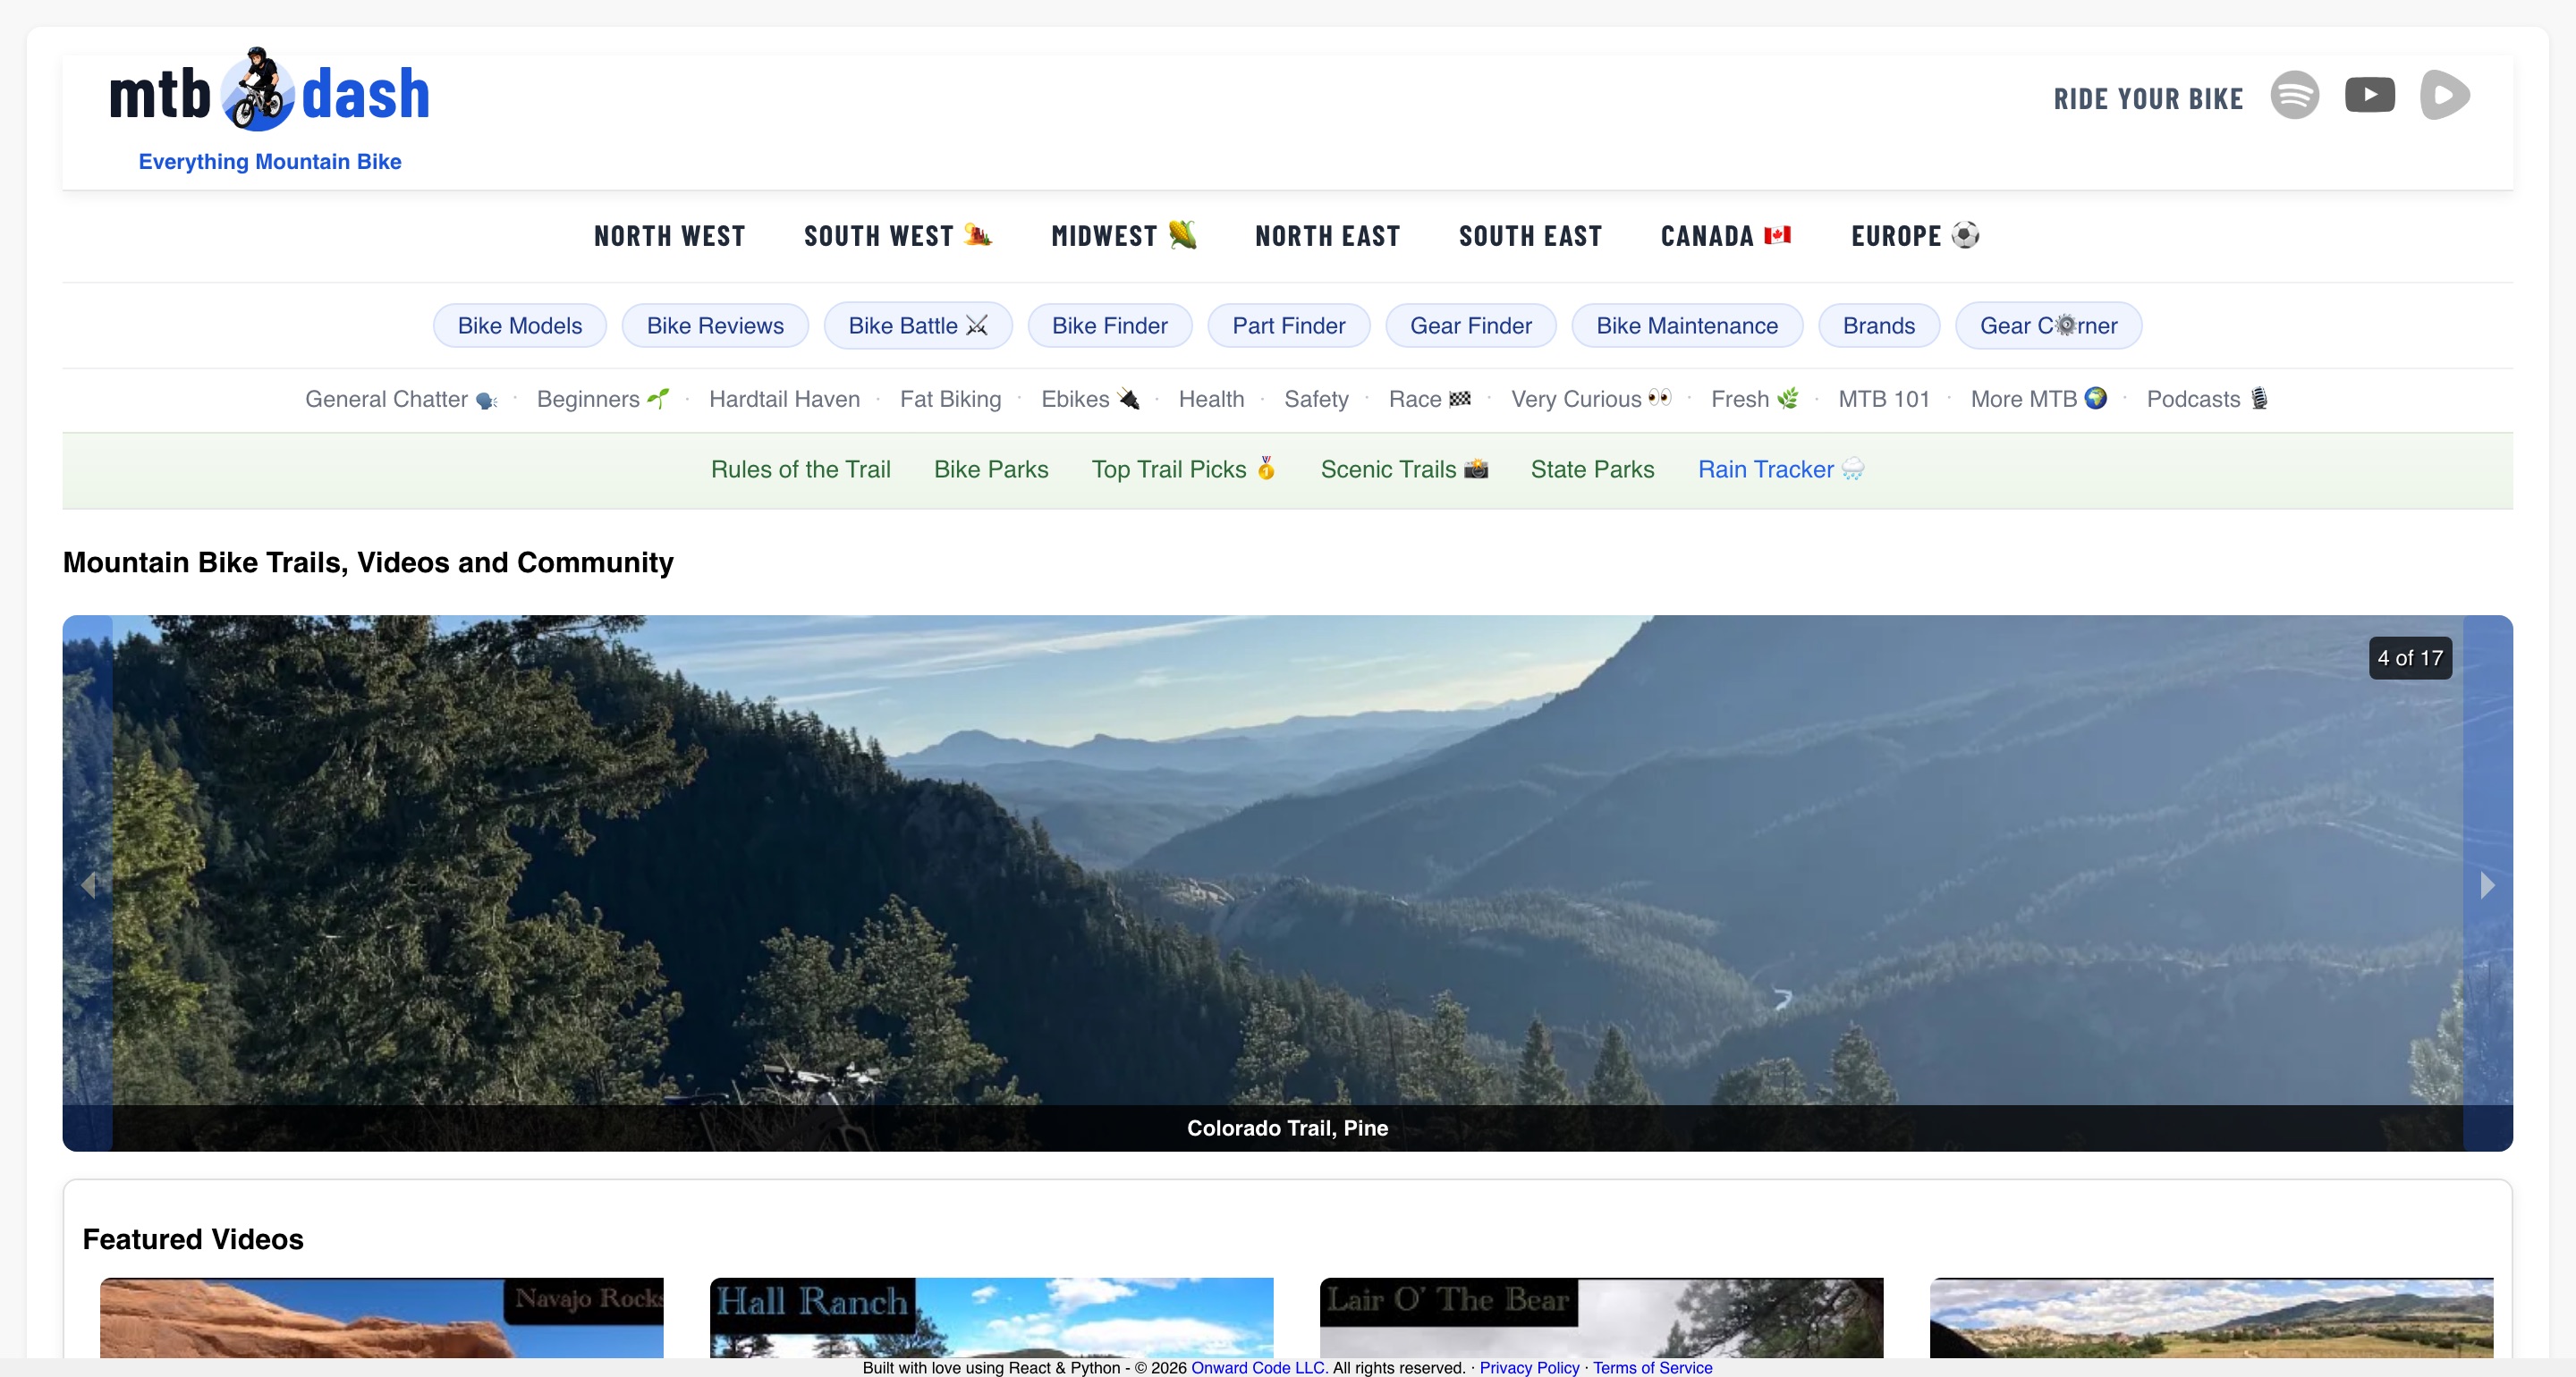 mtb dash
Everything Mountain Bike
RIDE YOUR BIKE
NORTH WEST SOUTH WEST 🏜️ MIDWEST 🌽 NORTH EAST SOUTH EAST CANADA 🇨🇦 EUROPE ⚽
Bike Models Bike Reviews Bike Battle ⚔️ Bike Finder Part Finder Gear Finder Bike Maintenance Brands Gear C⚙️rner
General Chatter 🗣️ · Beginners 🌱 · Hardtail Haven · Fat Biking · Ebikes 🔌 · Health · Safety · Race 🏁 · Very Curious 👀 · Fresh 🌿 · MTB 101 · More MTB 🌍 · Podcasts 🎙️
Rules of the Trail Bike Parks Top Trail Picks 🏅 Scenic Trails 📸 State Parks Rain Tracker 🌧️
Mountain Bike Trails, Videos and Community
4 of 17
Colorado Trail, Pine
Featured Videos
Navajo Rocks
Hall Ranch
Lair O' The Bear
Built with love using React & Python - © 2026 Onward Code LLC. All rights reserved. · Privacy Policy · Terms of Service